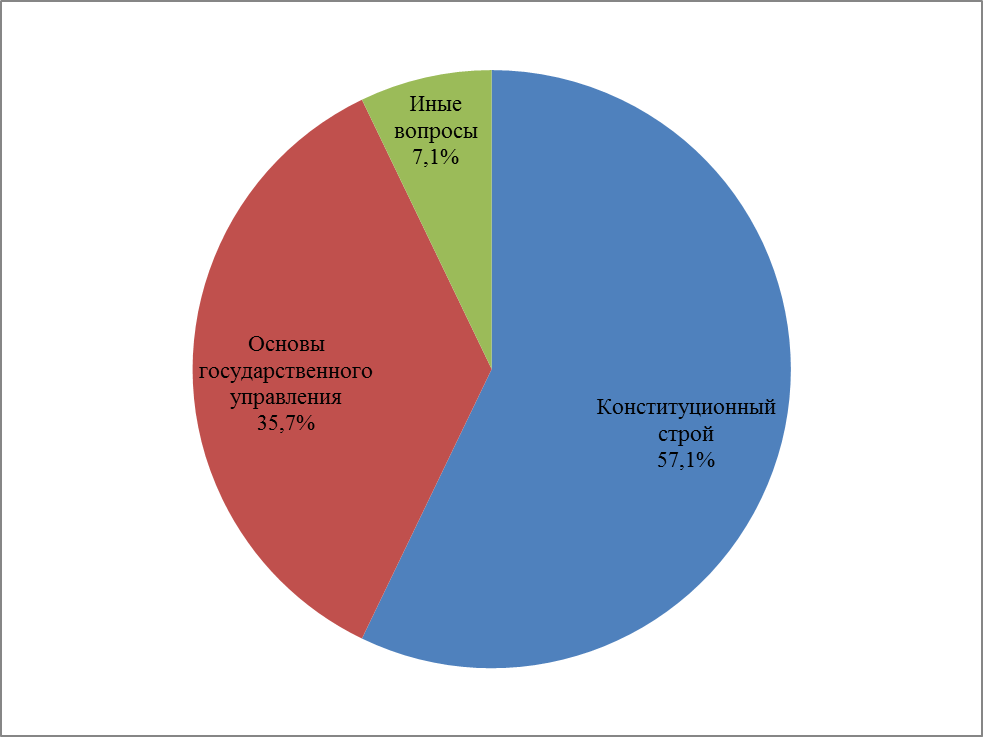 Иные
вопросы
7,1%
Основы
государственного
управления
35,7%
Конституционный
строй
57,1%